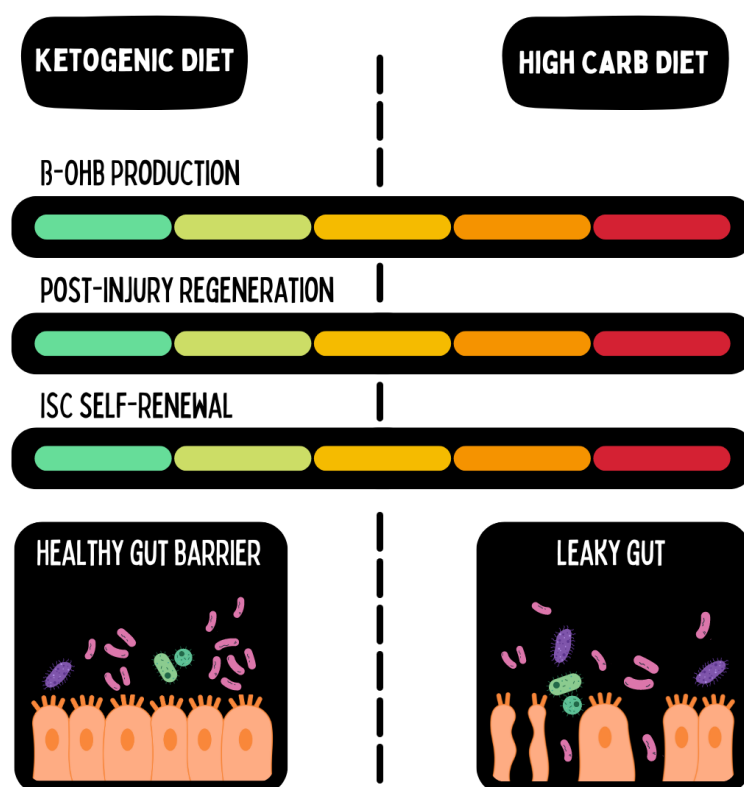 KETOGENIC DIET
HIGH CARB DIET
β-OHB PRODUCTION
POST-INJURY REGENERATION
ISC SELF-RENEWAL
HEALTHY GUT BARRIER
LEAKY GUT